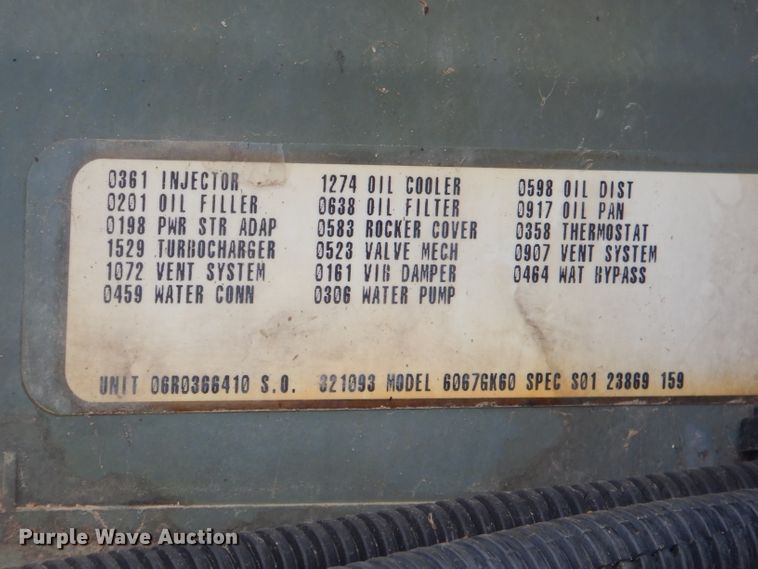 0361 INJECTOR 1274 OIL COOLER 0598 OIL DIST
0201 OIL FILLER 0638 OIL FILTER 0917 OIL PAN
0198 PWR STR ADAP 0583 ROCKER COVER 0358 THERMOSTAT
1529 TURBOCHARGER 0523 VALVE MECH 0907 VENT SYSTEM
1072 VENT SYSTEM 0161 VIB DAMPER 0464 WAT BYPASS
0459 WATER CONN 0306 WATER PUMP
UNIT 06R0366410 S.O. 821093 MODEL 6067GK60 SPEC S01 23869 159
Purple Wave Auction